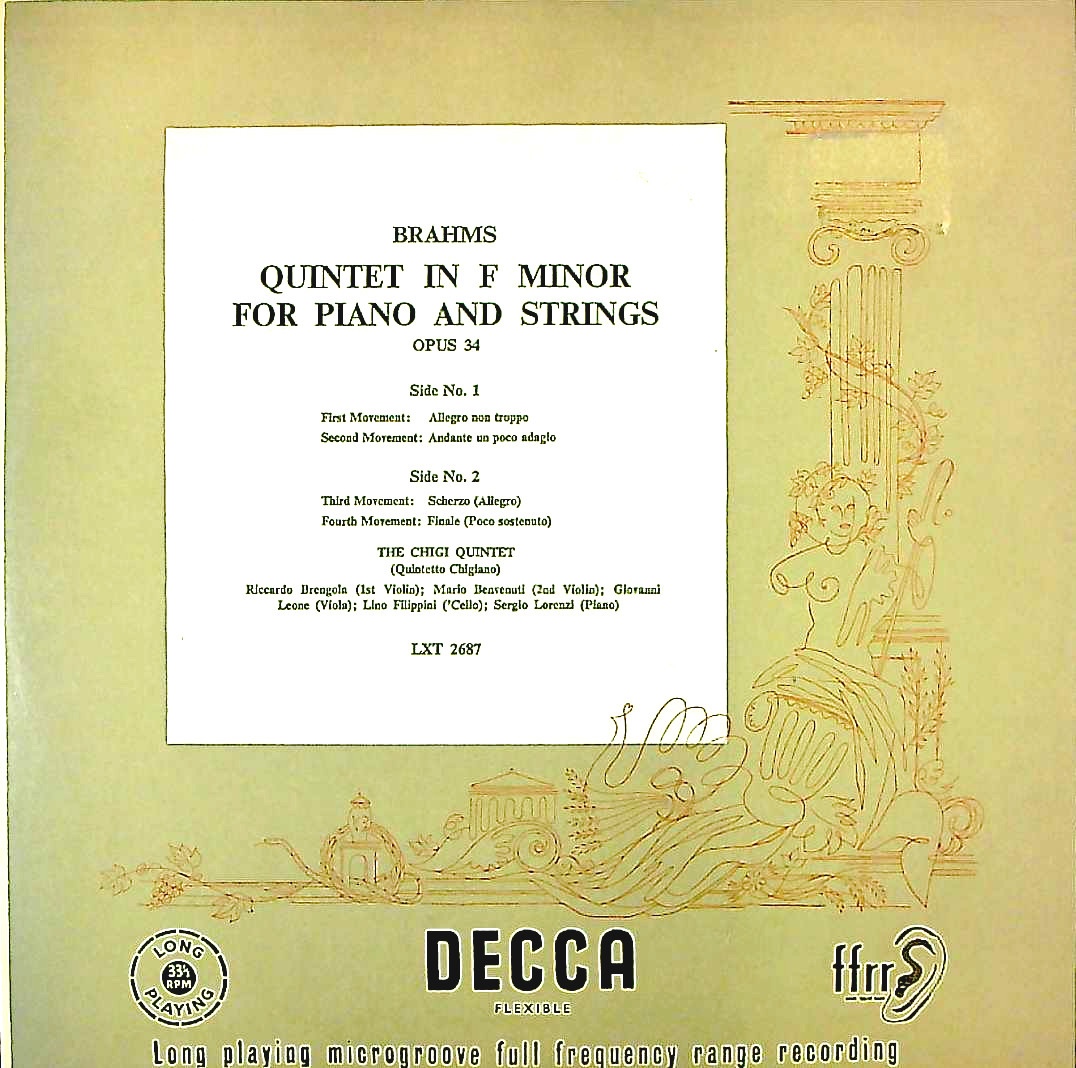 BRAHMS
QUINTET IN F MINOR
FOR PIANO AND STRINGS
OPUS 34
Side No. 1
First Movement: Allegro non troppo
Second Movement: Andante un poco adagio
Side No. 2
Third Movement: Scherzo (Allegro)
Fourth Movement: Finale (Poco sostenuto)
THE CHIGI QUINTET
(Quintetto Chigiano)
Riccardo Brengola (1st Violin); Mario Benvenuti (2nd Violin); Giovanni
Leone (Viola); Lino Filippini ('Cello); Sergio Lorenzi (Piano)
LXT 2687
LONG
33⅓
RPM
PLAYING
DECCA
FLEXIBLE
ffrr
Long playing microgroove full frequency range recording